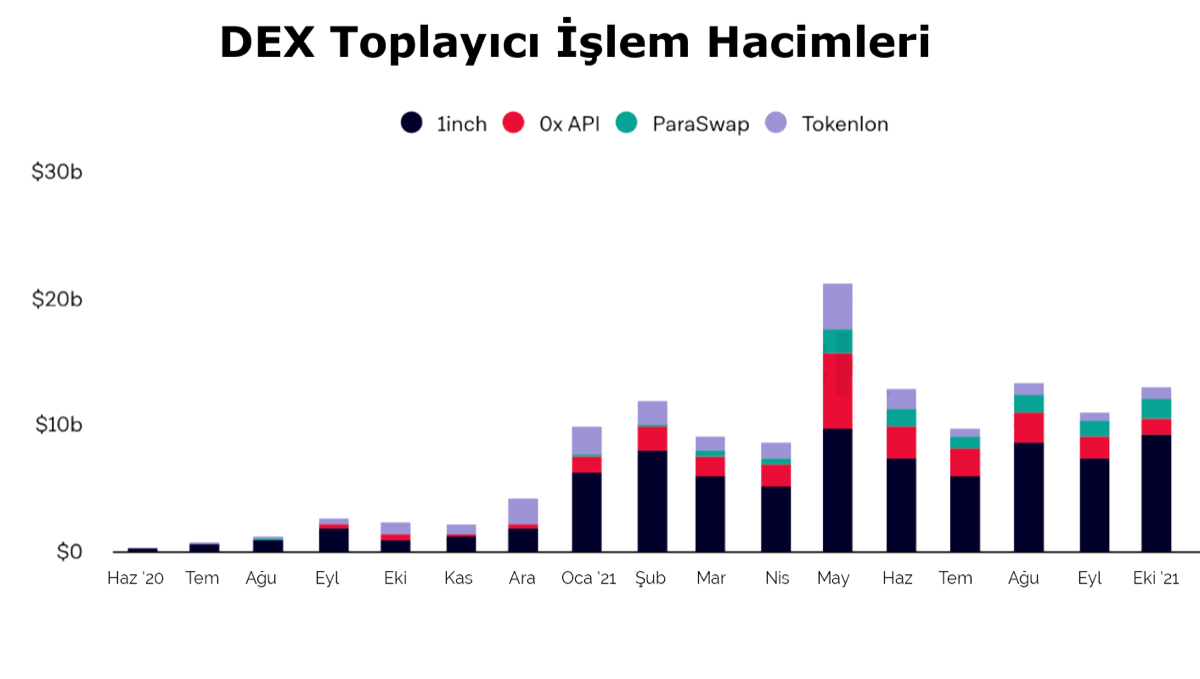 DEX Toplayıcı İşlem Hacimleri
1inch 0x API ParaSwap Tokenlon
$30b
$20b
$10b
$0
Haz '20 Tem Ağu Eyl Eki Kas Ara Oca '21 Şub Mar Nis May Haz Tem Ağu Eyl Eki '21